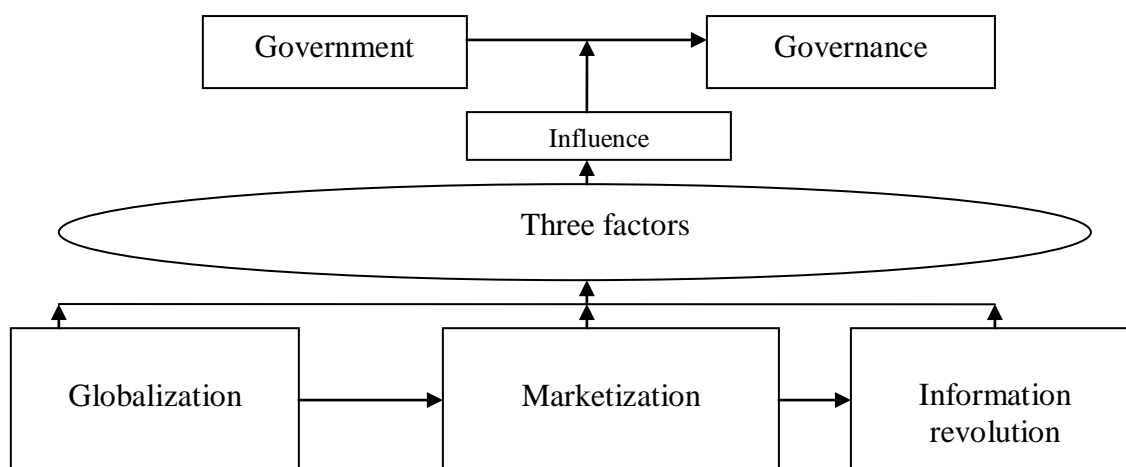 Government
Governance
Influence
Three factors
Globalization
Marketization
Information
revolution